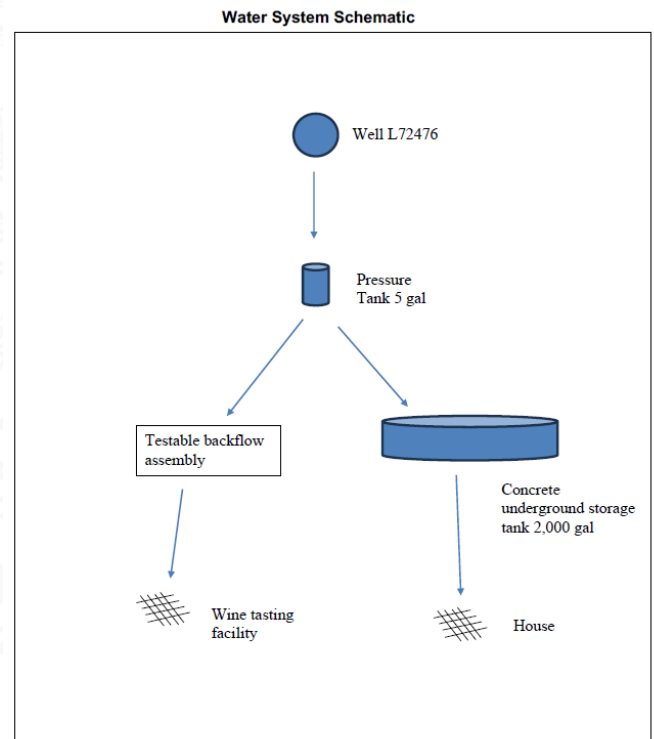 Water System Schematic
Well L72476
Pressure
Tank 5 gal
Testable backflow
assembly
Concrete
underground storage
tank 2,000 gal
Wine tasting
facility
House